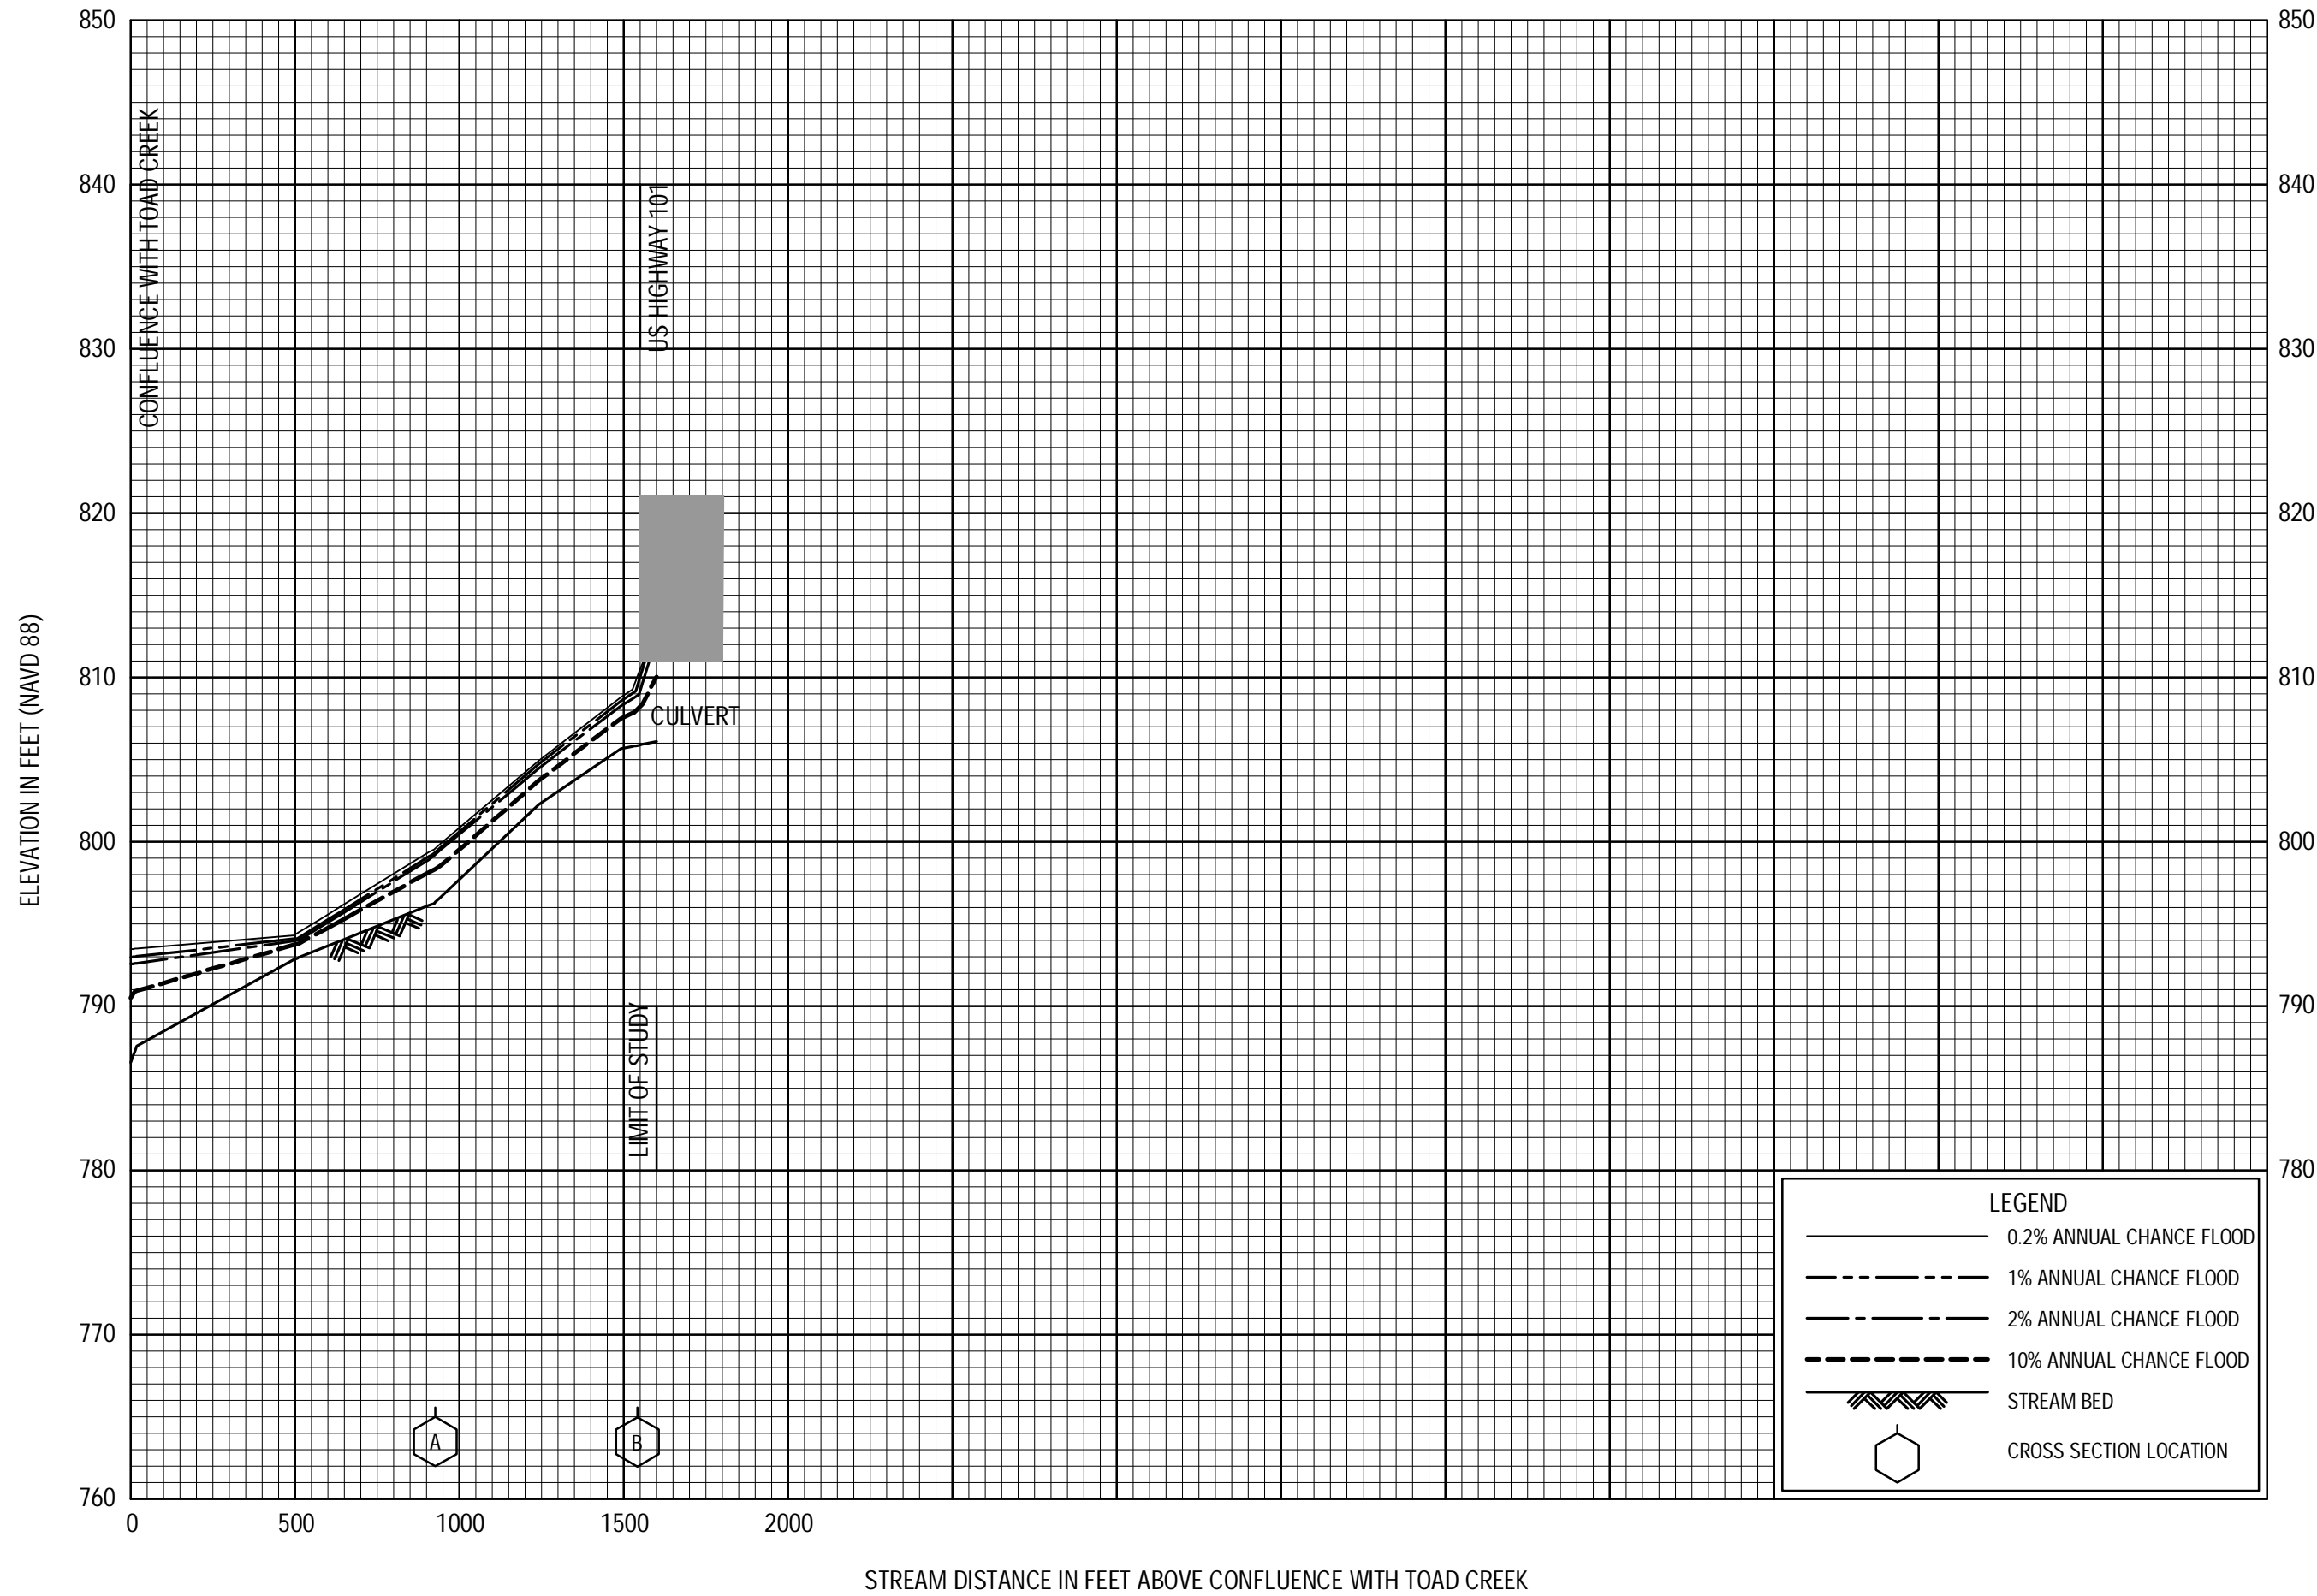 850
840
830
820
810
800
790
780
770
760
850
840
830
820
810
800
790
780
ELEVATION IN FEET (NAVD 88)
CONFLUENCE WITH TOAD CREEK
US HIGHWAY 101
CULVERT
LIMIT OF STUDY
A
B
LEGEND
0.2% ANNUAL CHANCE FLOOD
1% ANNUAL CHANCE FLOOD
2% ANNUAL CHANCE FLOOD
10% ANNUAL CHANCE FLOOD
STREAM BED
CROSS SECTION LOCATION
0
500
1000
1500
2000
STREAM DISTANCE IN FEET ABOVE CONFLUENCE WITH TOAD CREEK